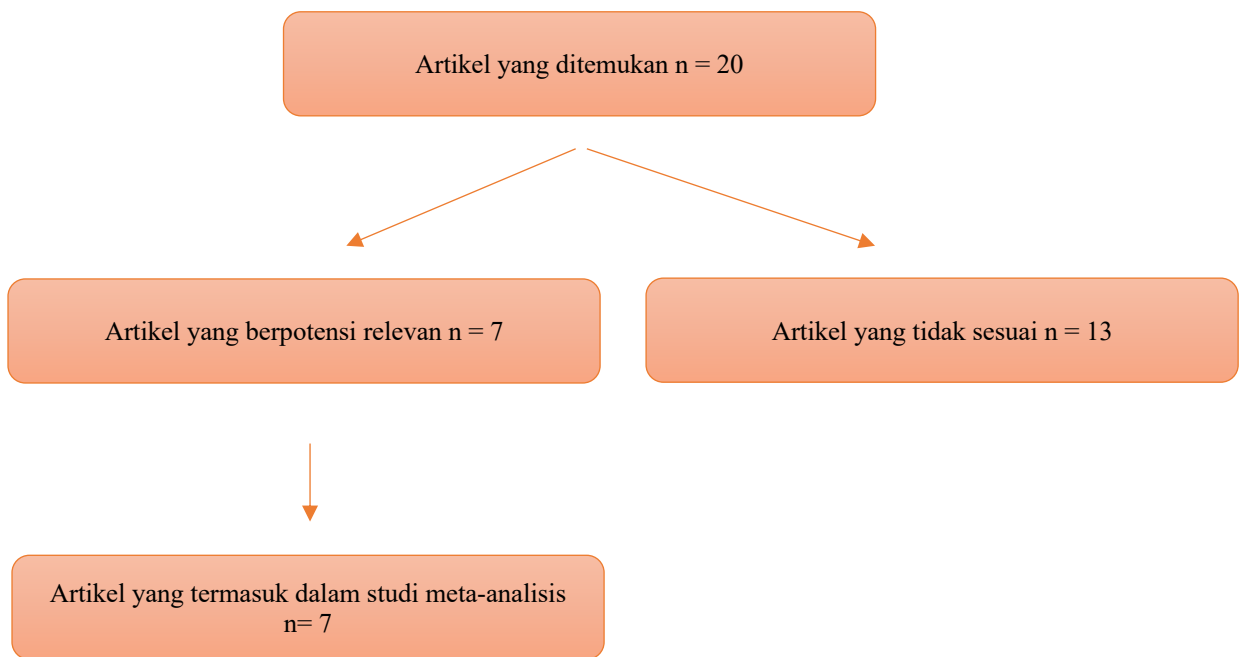 Artikel yang ditemukan n = 20
Artikel yang berpotensi relevan n = 7
Artikel yang tidak sesuai n = 13
Artikel yang termasuk dalam studi meta-analisis
n= 7